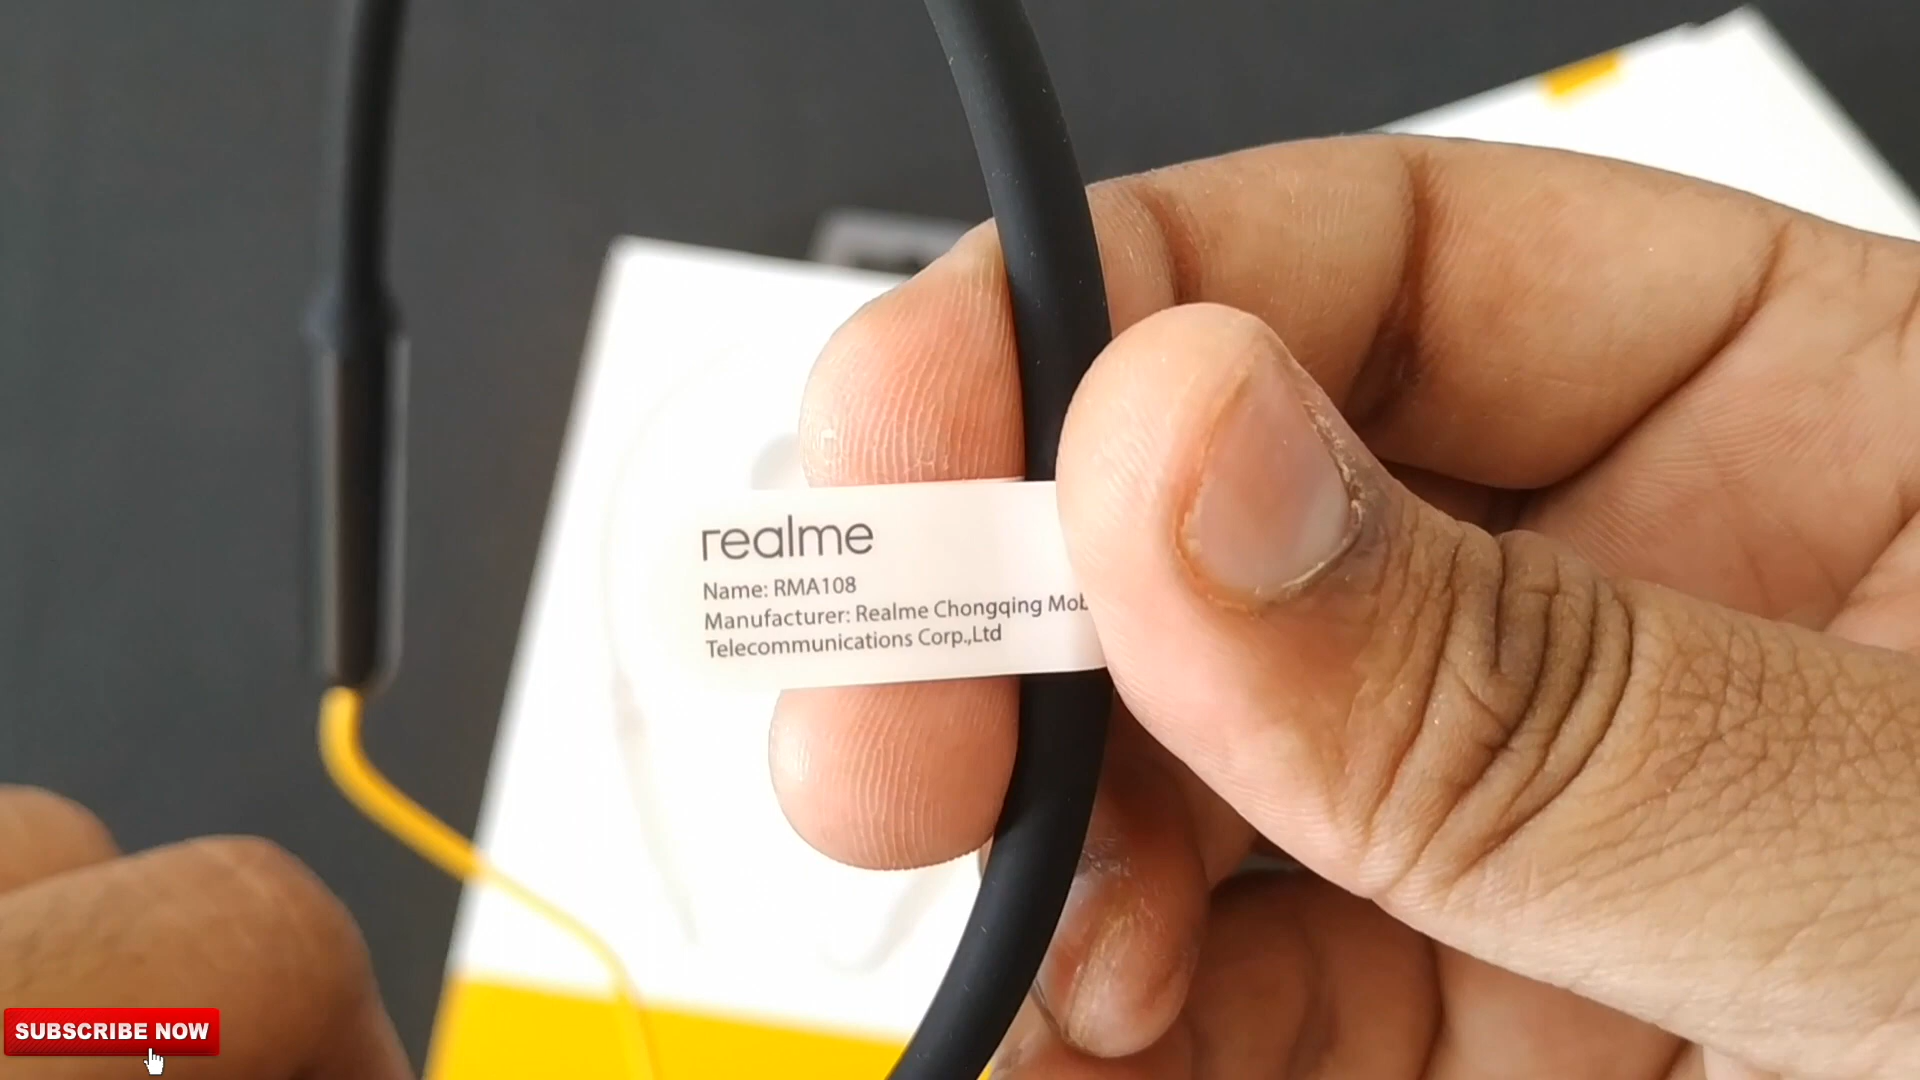 realme
Name: RMA108
Manufacturer: Realme Chongqing
Telecommunications Corp.,Ltd
SUBSCRIBE NOW